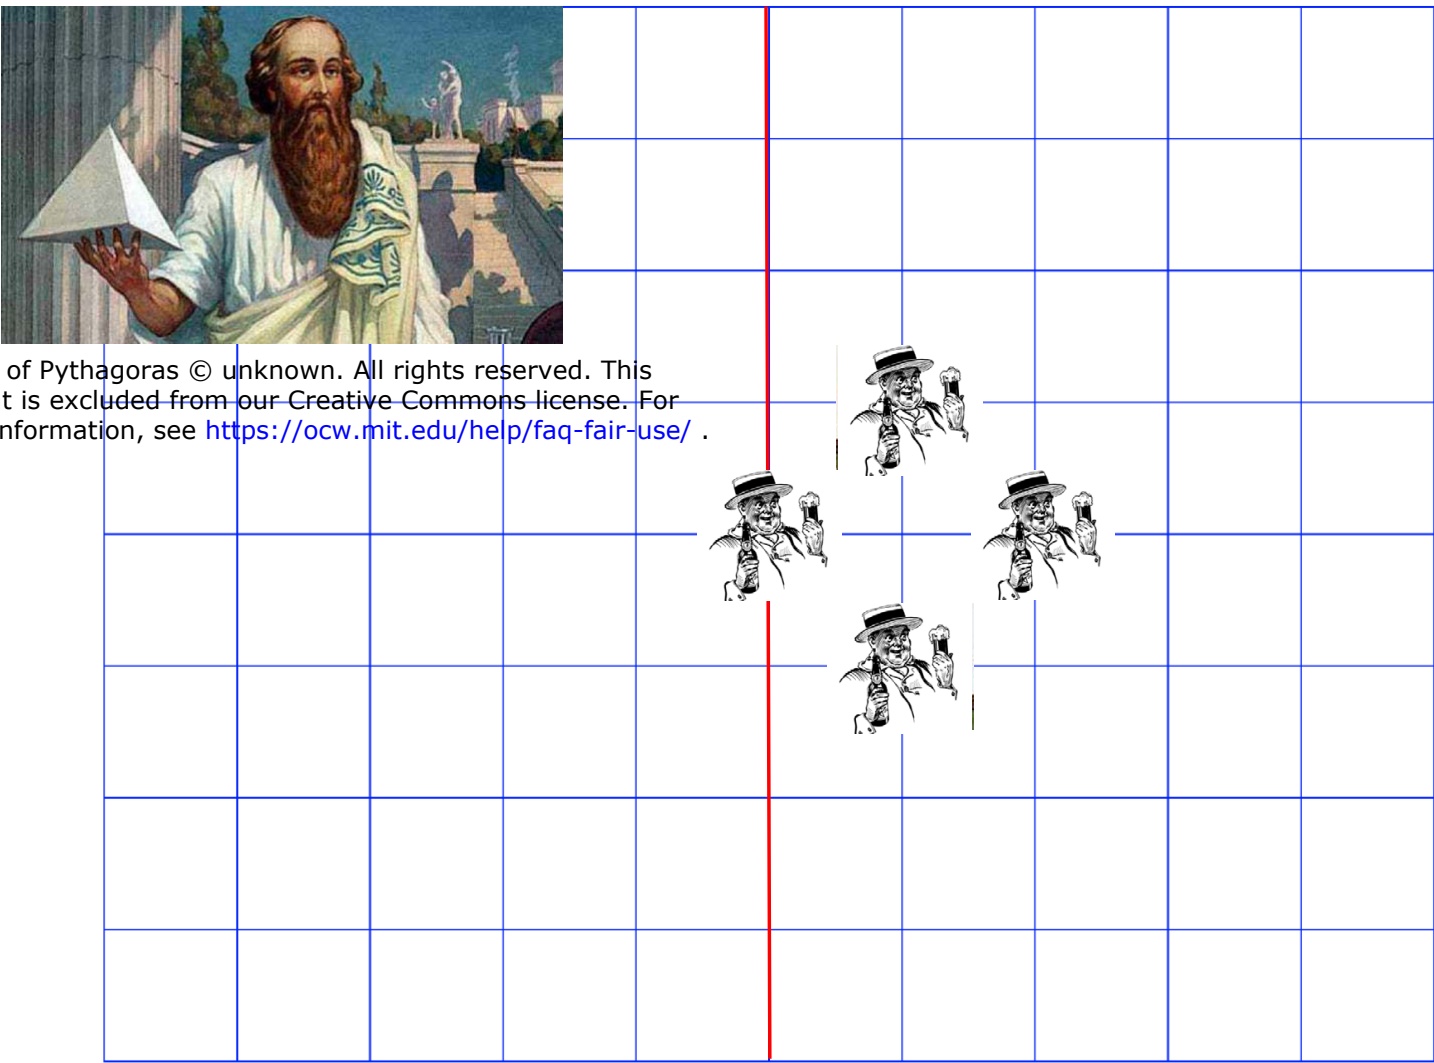 of Pythagoras © unknown. All rights reserved. This
t is excluded from our Creative Commons license. For
nformation, see https://ocw.mit.edu/help/faq-fair-use/ .